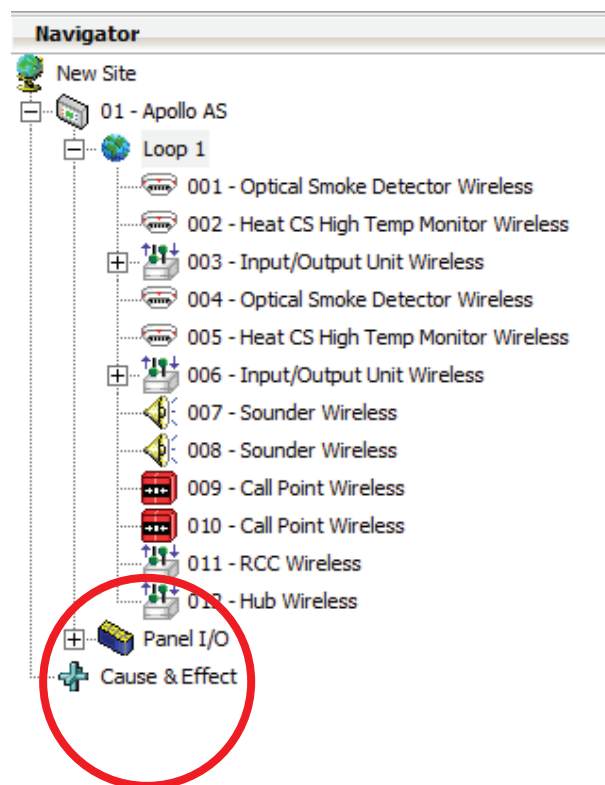 Navigator
New Site
01 - Apollo AS
Loop 1
001 - Optical Smoke Detector Wireless
002 - Heat CS High Temp Monitor Wireless
003 - Input/Output Unit Wireless
004 - Optical Smoke Detector Wireless
005 - Heat CS High Temp Monitor Wireless
006 - Input/Output Unit Wireless
007 - Sounder Wireless
008 - Sounder Wireless
009 - Call Point Wireless
010 - Call Point Wireless
011 - RCC Wireless
012 - Hub Wireless
Panel I/O
Cause & Effect